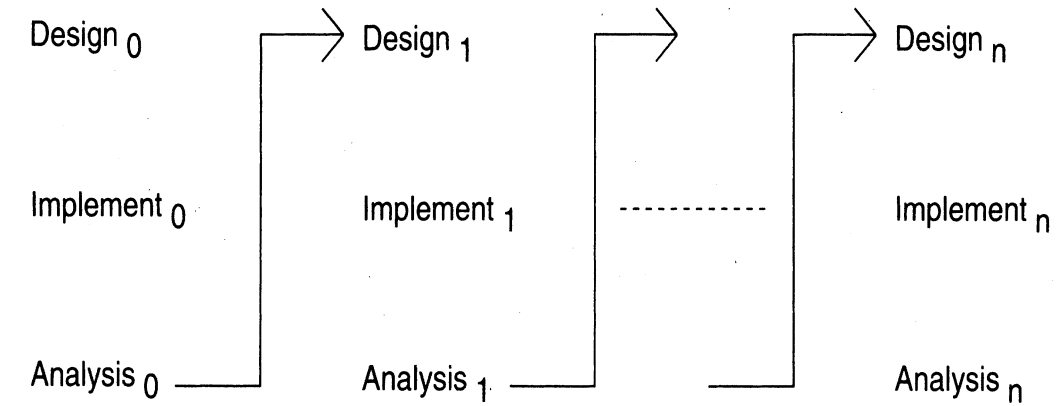 Design 0 Design 1 Design n
Implement 0 Implement 1 Implement n
Analysis 0 Analysis 1 Analysis n